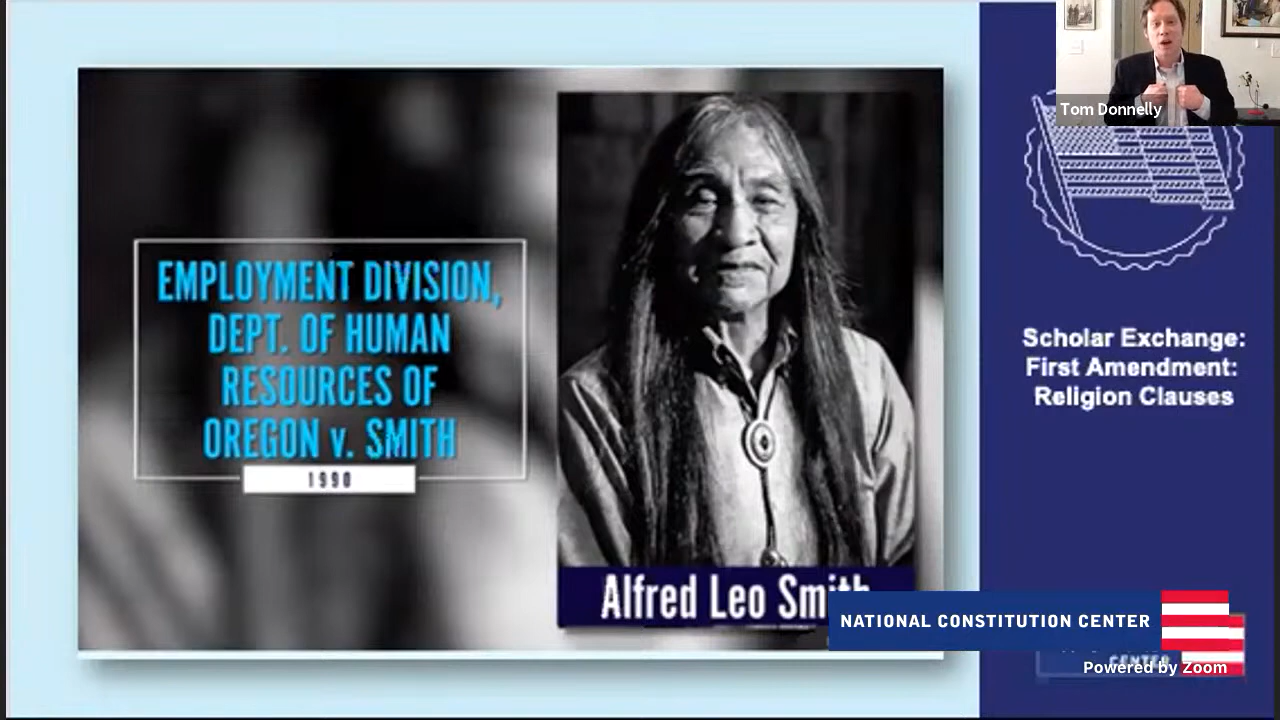 Tom Donnelly
EMPLOYMENT DIVISION,
DEPT. OF HUMAN
RESOURCES OF
OREGON v. SMITH
1990
Alfred Leo Smith
Scholar Exchange:
First Amendment:
Religion Clauses
NATIONAL CONSTITUTION CENTER
CENTER
Powered by Zoom